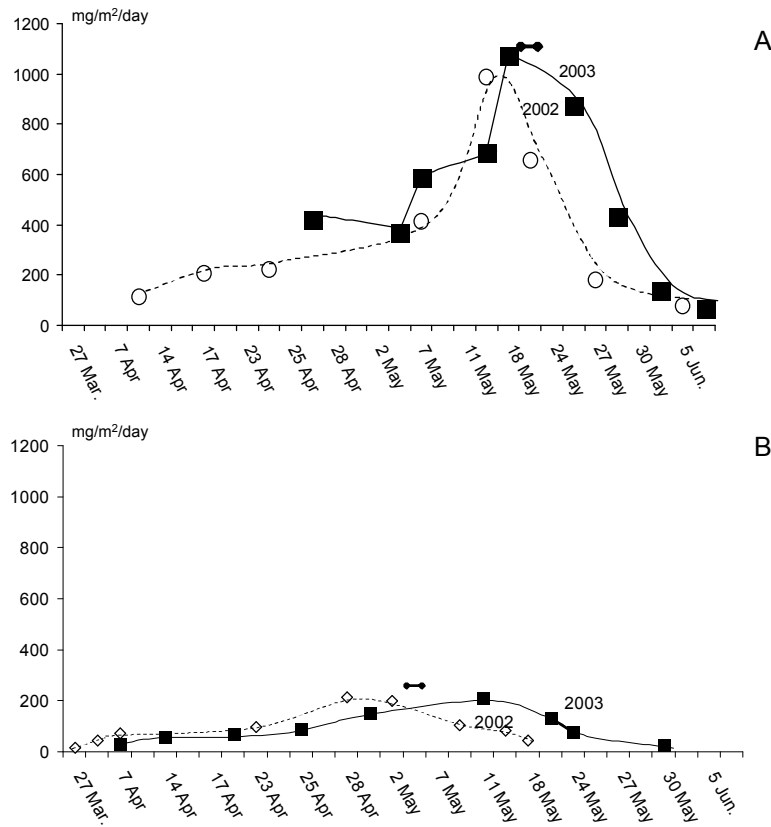 mg/m²/day
A
1200
1000
800
600
400
200
0
2003
2002
27 Mar.
7 Apr
14 Apr
17 Apr
23 Apr
25 Apr
28 Apr
2 May
7 May
11 May
18 May
24 May
27 May
30 May
5 Jun.
mg/m²/day
B
1200
1000
800
600
400
200
0
2002
2003
27 Mar.
7 Apr
14 Apr
17 Apr
23 Apr
25 Apr
28 Apr
2 May
7 May
11 May
18 May
24 May
27 May
30 May
5 Jun.